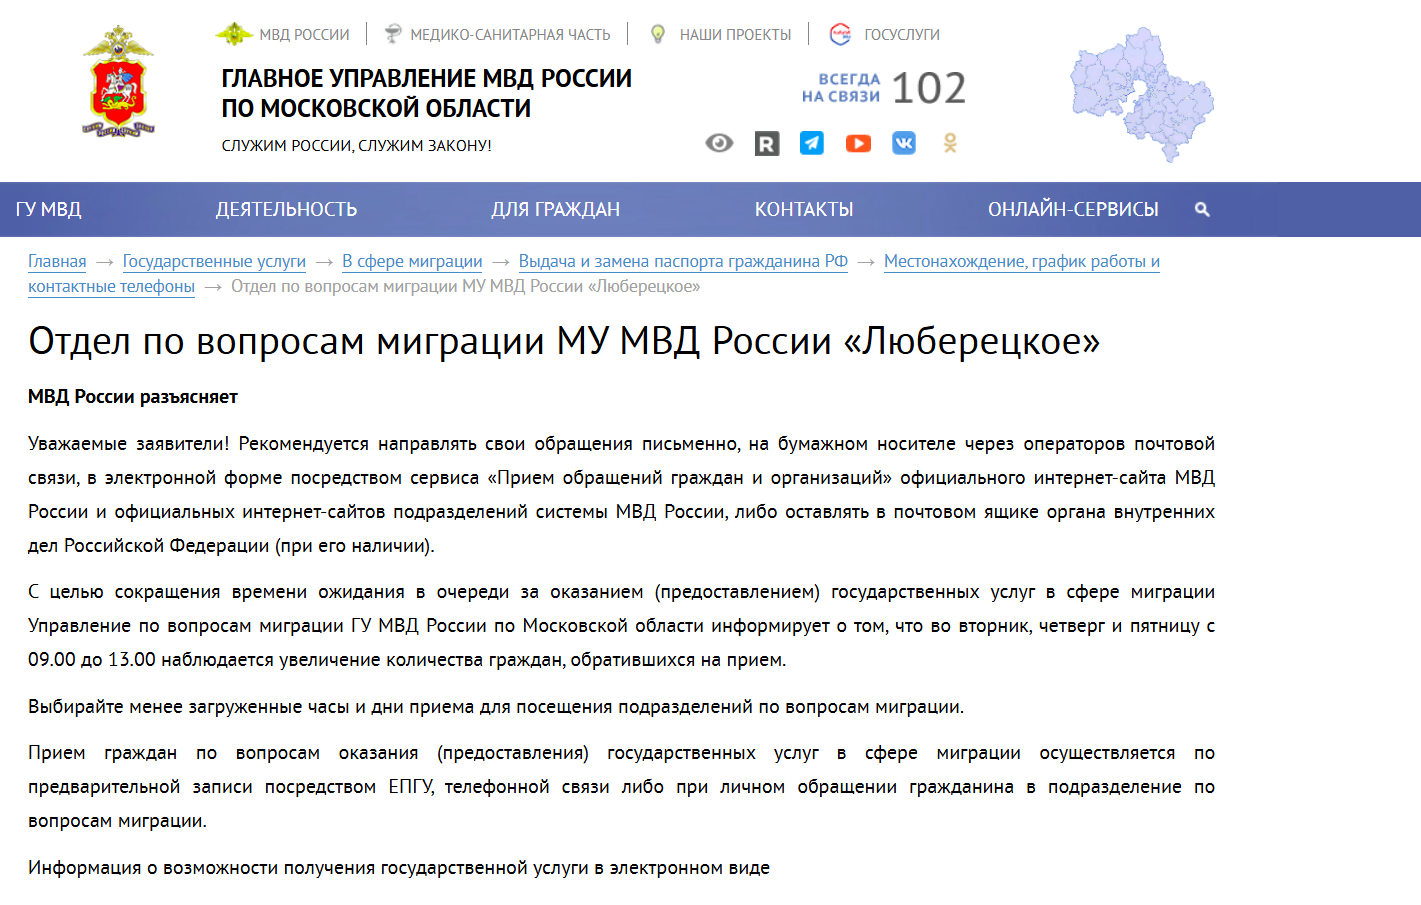 МВД РОССИИ
МЕДИКО-САНИТАРНАЯ ЧАСТЬ
НАШИ ПРОЕКТЫ
ГОСУСЛУГИ
ГЛАВНОЕ УПРАВЛЕНИЕ МВД РОССИИ
ПО МОСКОВСКОЙ ОБЛАСТИ
СЛУЖИМ РОССИИ, СЛУЖИМ ЗАКОНУ!
ВСЕГДА
НА СВЯЗИ 102
ГУ МВД
ДЕЯТЕЛЬНОСТЬ
ДЛЯ ГРАЖДАН
КОНТАКТЫ
ОНЛАЙН-СЕРВИСЫ
Главная → Государственные услуги → В сфере миграции → Выдача и замена паспорта гражданина РФ → Местонахождение, график работы и
контактные телефоны → Отдел по вопросам миграции МУ МВД России «Люберецкое»
Отдел по вопросам миграции МУ МВД России «Люберецкое»
МВД России разъясняет
Уважаемые заявители! Рекомендуется направлять свои обращения письменно, на бумажном носителе через операторов почтовой
связи, в электронной форме посредством сервиса «Прием обращений граждан и организаций» официального интернет-сайта МВД
России и официальных интернет-сайтов подразделений системы МВД России, либо оставлять в почтовом ящике органа внутренних
дел Российской Федерации (при его наличии).
С целью сокращения времени ожидания в очереди за оказанием (предоставлением) государственных услуг в сфере миграции
Управление по вопросам миграции ГУ МВД России по Московской области информирует о том, что во вторник, четверг и пятницу с
09.00 до 13.00 наблюдается увеличение количества граждан, обратившихся на прием.
Выбирайте менее загруженные часы и дни приема для посещения подразделений по вопросам миграции.
Прием граждан по вопросам оказания (предоставления) государственных услуг в сфере миграции осуществляется по
предварительной записи посредством ЕПГУ, телефонной связи либо при личном обращении гражданина в подразделение по
вопросам миграции.
Информация о возможности получения государственной услуги в электронном виде